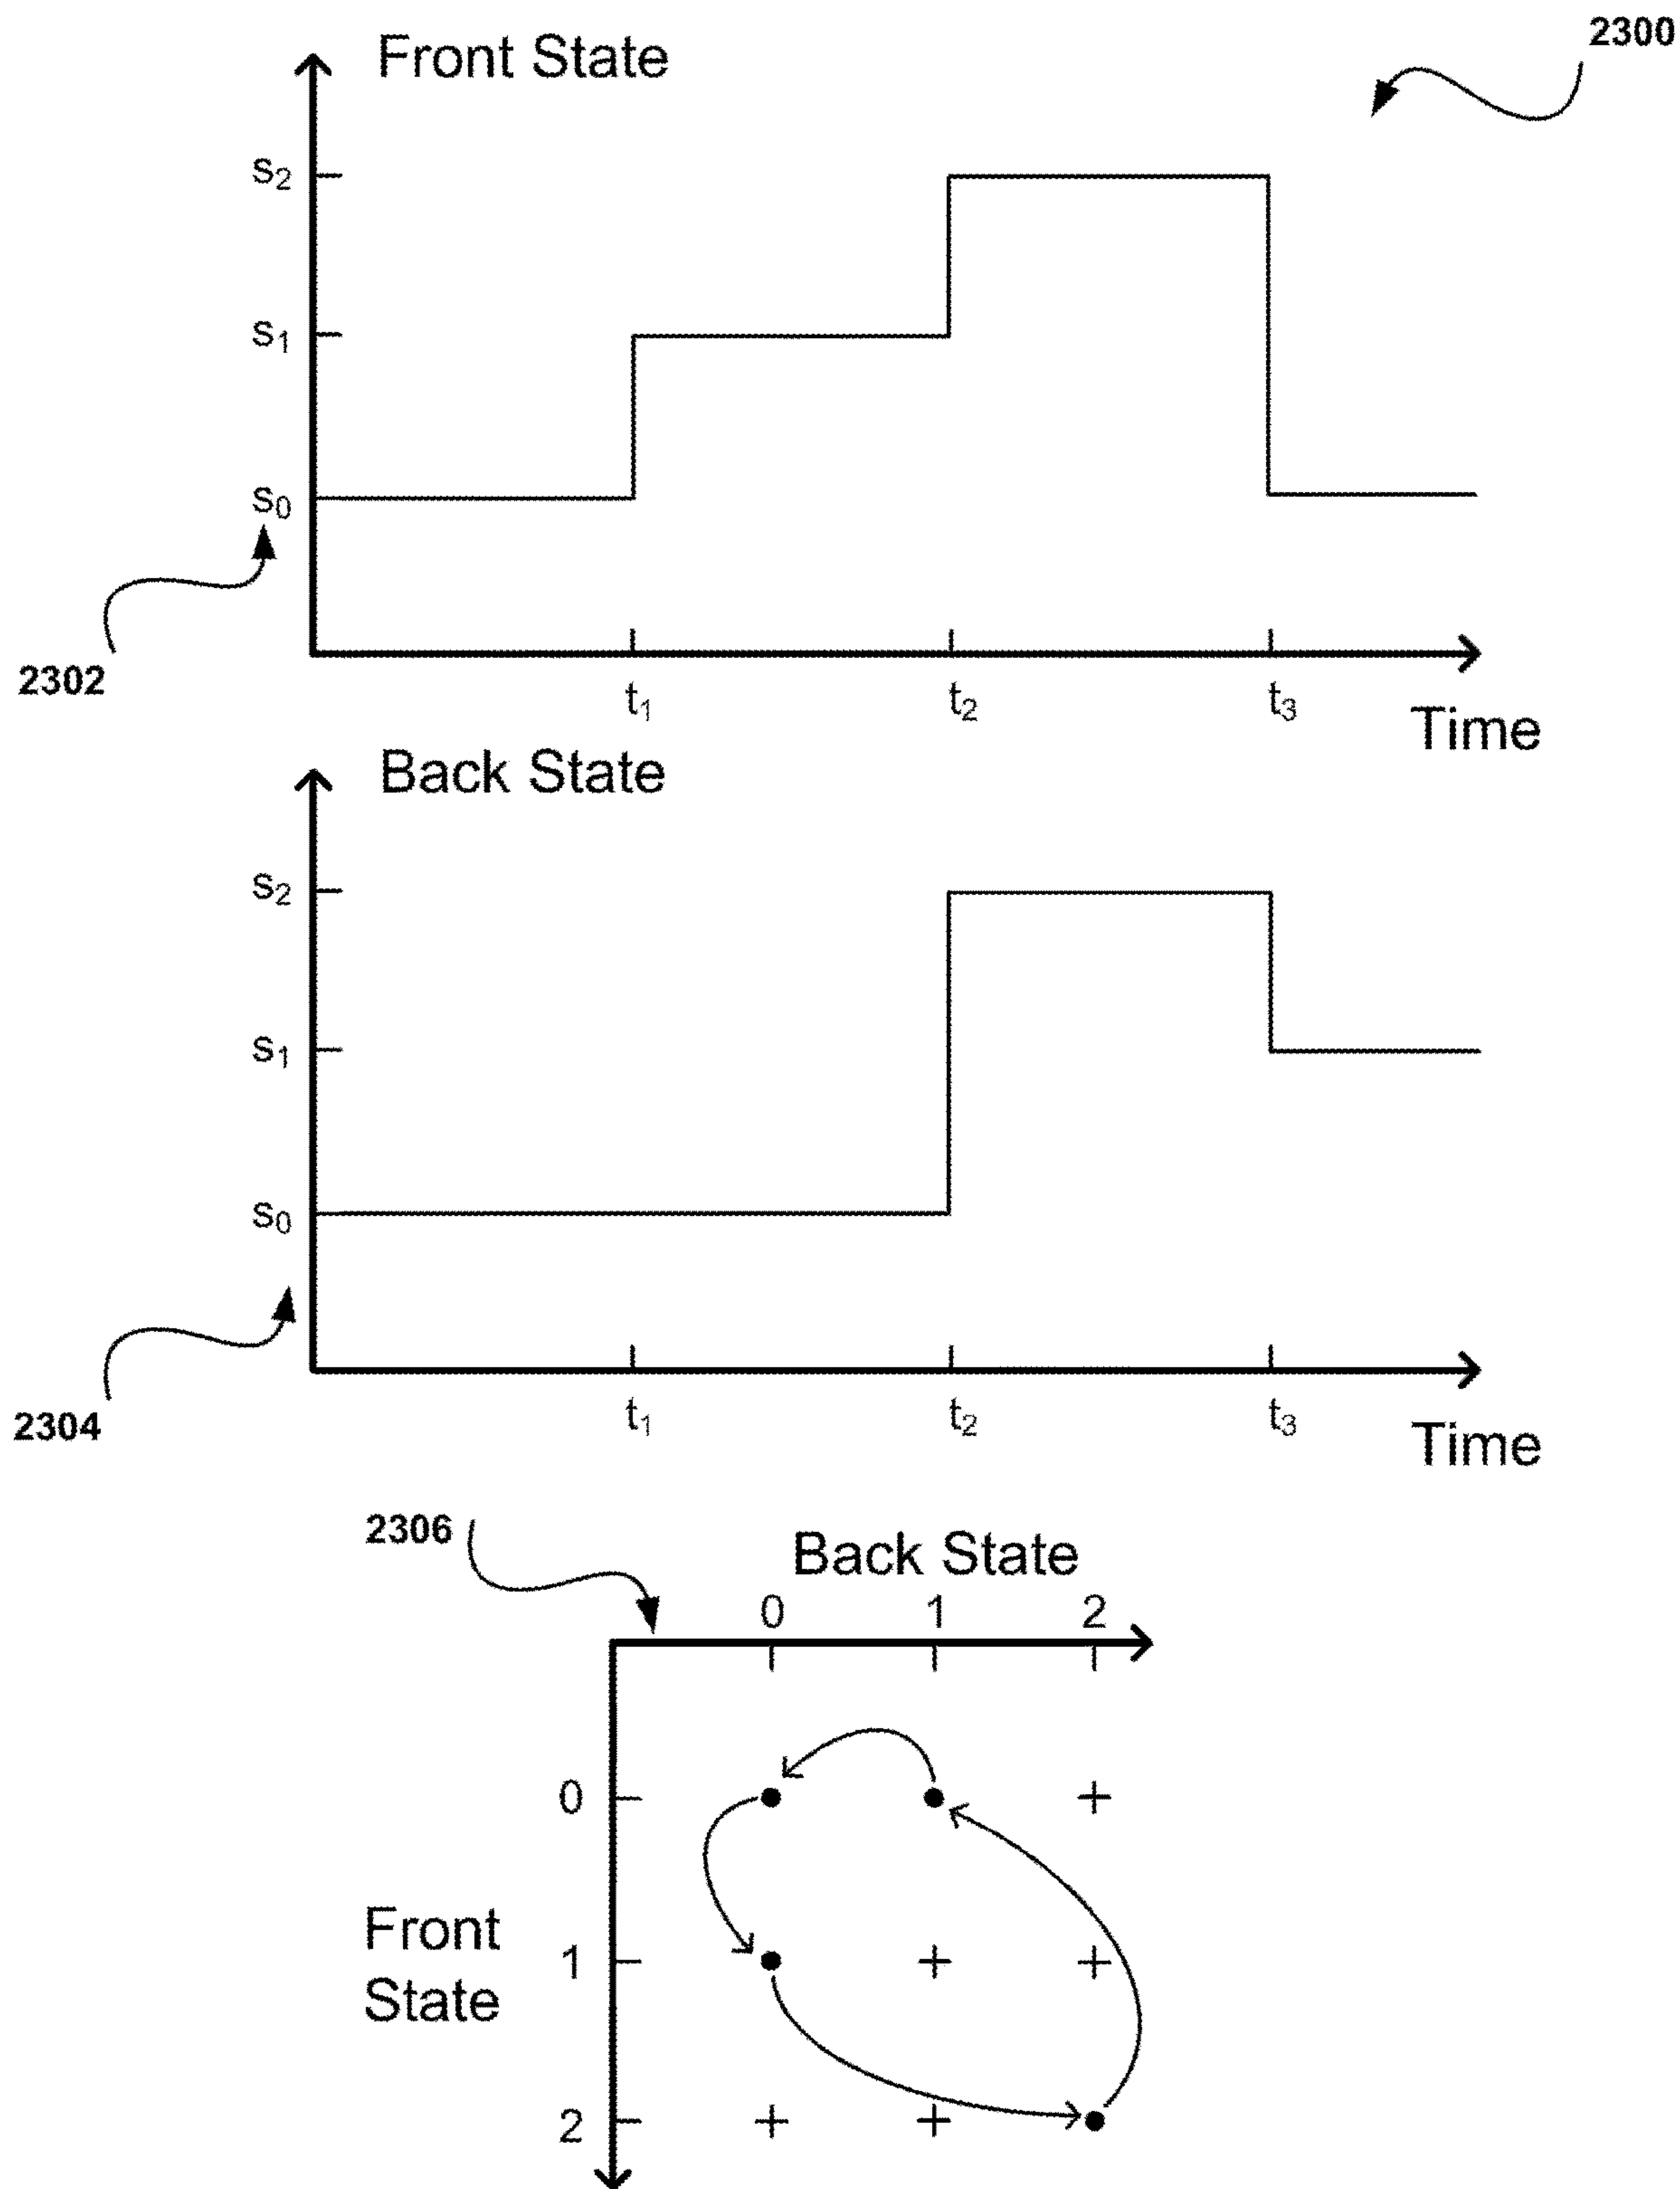 2300
Front State
s₂
s₁
s₀
2302
t₁ t₂ t₃
Time
Back State
s₂
s₁
s₀
2304
t₁ t₂ t₃
Time
2306
Back State
0 1 2
0
Front
State
1
2